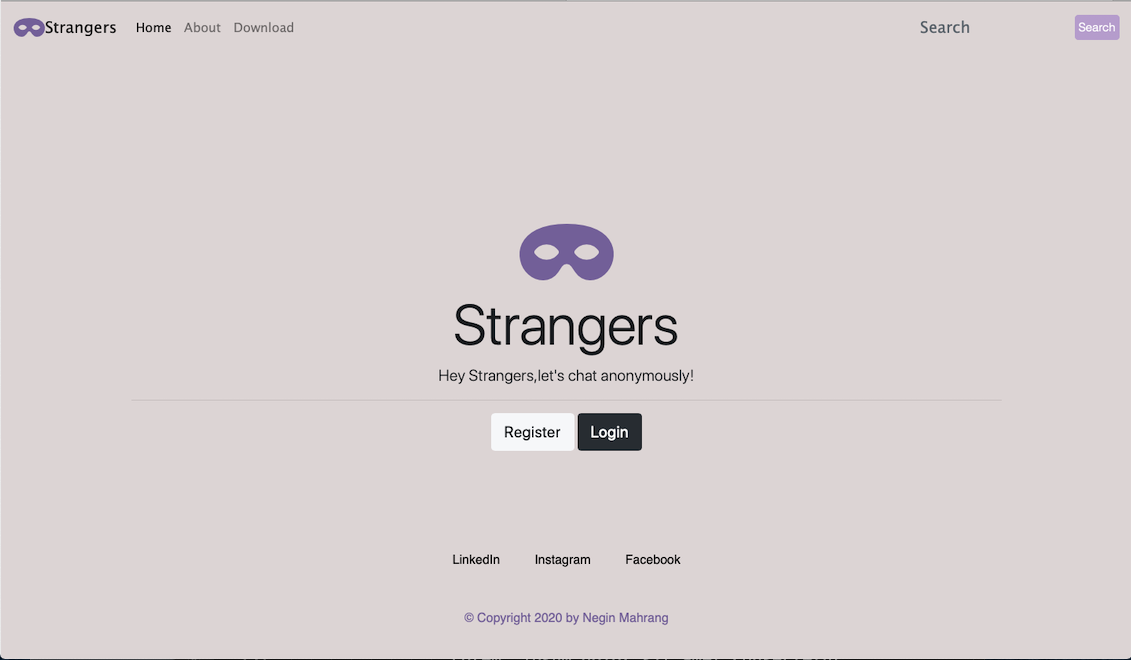 Strangers Home About Download Search Search
Strangers
Hey Strangers,let's chat anonymously!
Register Login
LinkedIn Instagram Facebook
© Copyright 2020 by Negin Mahrang